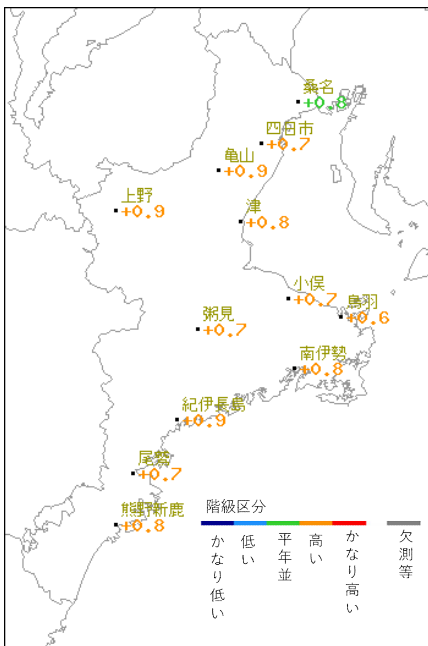 桑名
+0.8
四日市
+0.7
亀山
+0.9
上野
+0.9
津
+0.8
小俣
+0.7
鳥羽
+0.6
粥見
+0.7
南伊勢
+0.8
紀伊長島
+0.9
尾鷲
+0.7
熊野新鹿
+0.8
階級区分
かなり低い
低い
平年並
高い
かなり高い
欠測等